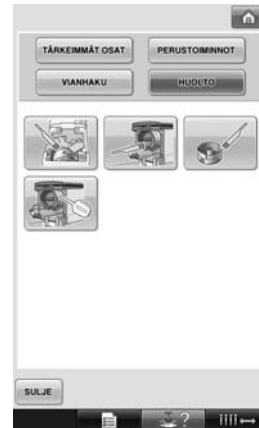 TÄRKEIMMÄT OSAT
PERUSTOIMINNOT
VIANHAKU
HUOLTO
SULJE
?